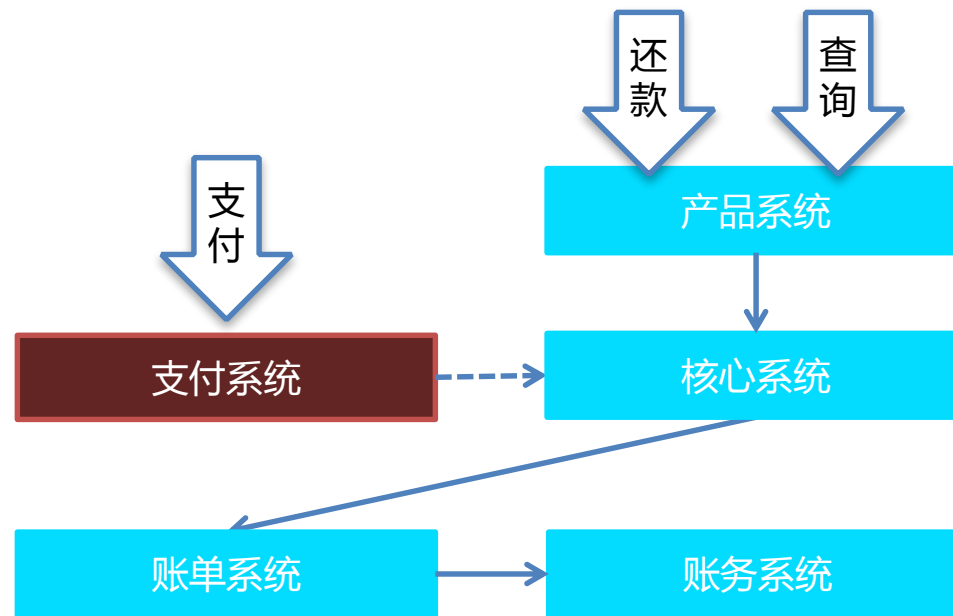 还款
查询
支付
产品系统
支付系统
核心系统
账单系统
账务系统